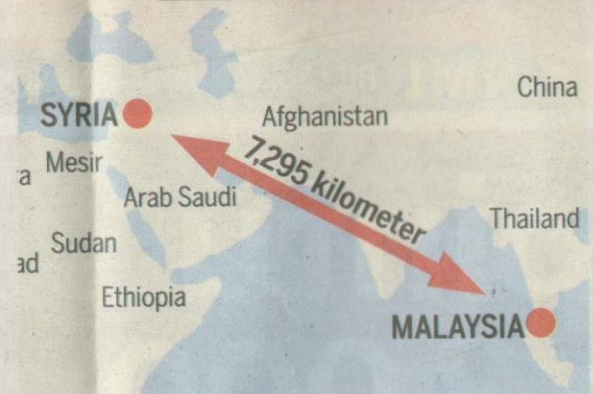 China
SYRIA
Afghanistan
Mesir
7,295 kilometer
a
Arab Saudi
Thailand
Sudan
ad
Ethiopia
MALAYSIA